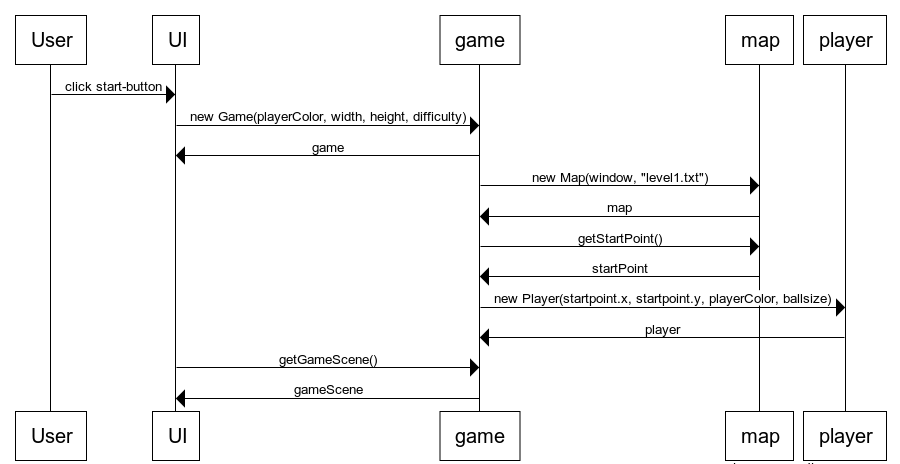 User UI game map player
click start-button
new Game(playerColor, width, height, difficulty)
game
new Map(window, "level1.txt")
map
getStartPoint()
startPoint
new Player(startpoint.x, startpoint.y, playerColor, ballsize)
player
getGameScene()
gameScene
User UI game map player